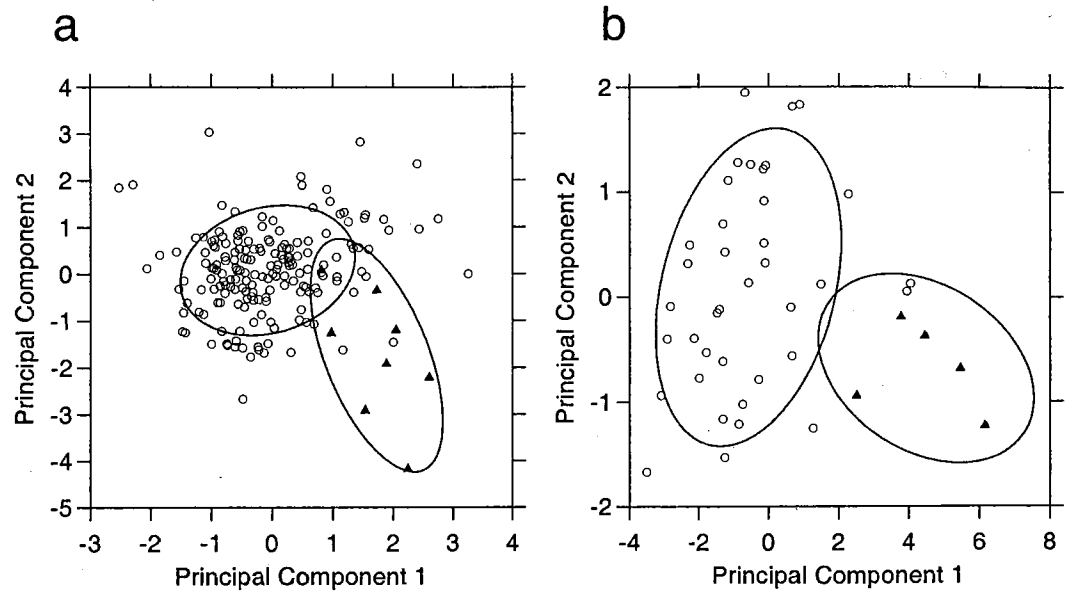 a
b
4
3
2
1
0
-1
-2
-3
-4
-5
Principal Component 2
-3 -2 -1 0 1 2 3 4
Principal Component 1
2
1
0
-1
-2
Principal Component 2
-4 -2 0 2 4 6 8
Principal Component 1